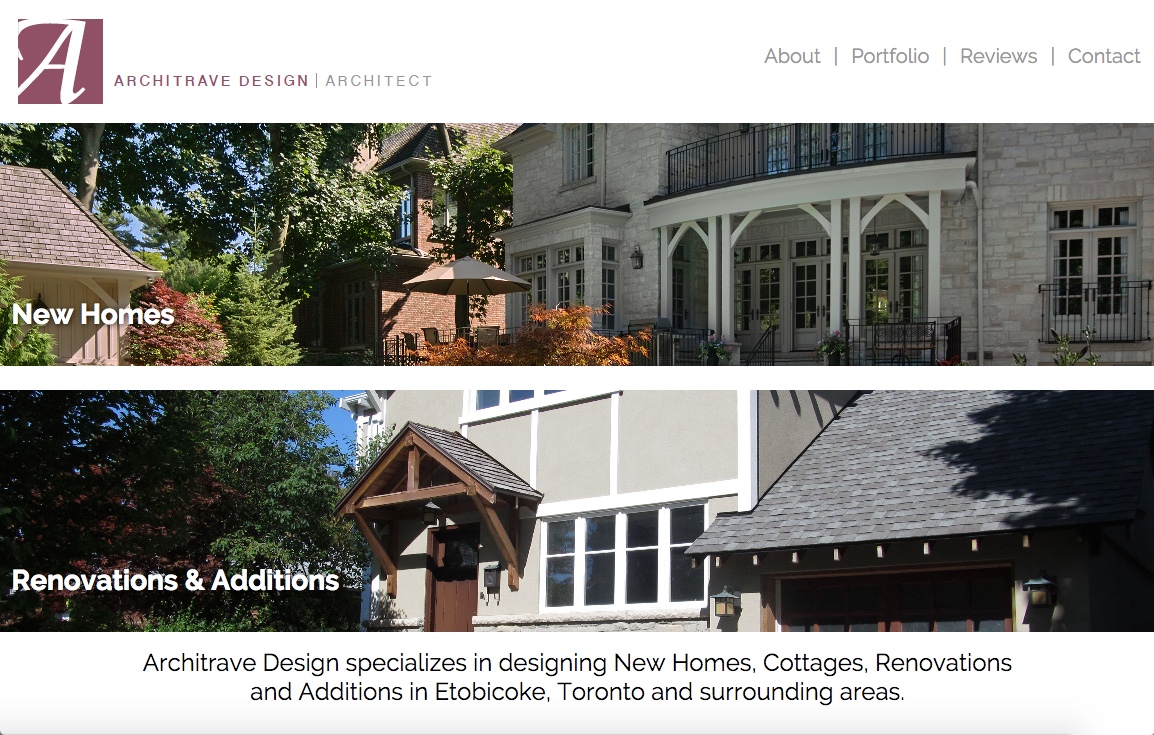 A
ARCHITRAVE DESIGN | ARCHITECT
About | Portfolio | Reviews | Contact
New Homes
Renovations & Additions
Architrave Design specializes in designing New Homes, Cottages, Renovations
and Additions in Etobicoke, Toronto and surrounding areas.